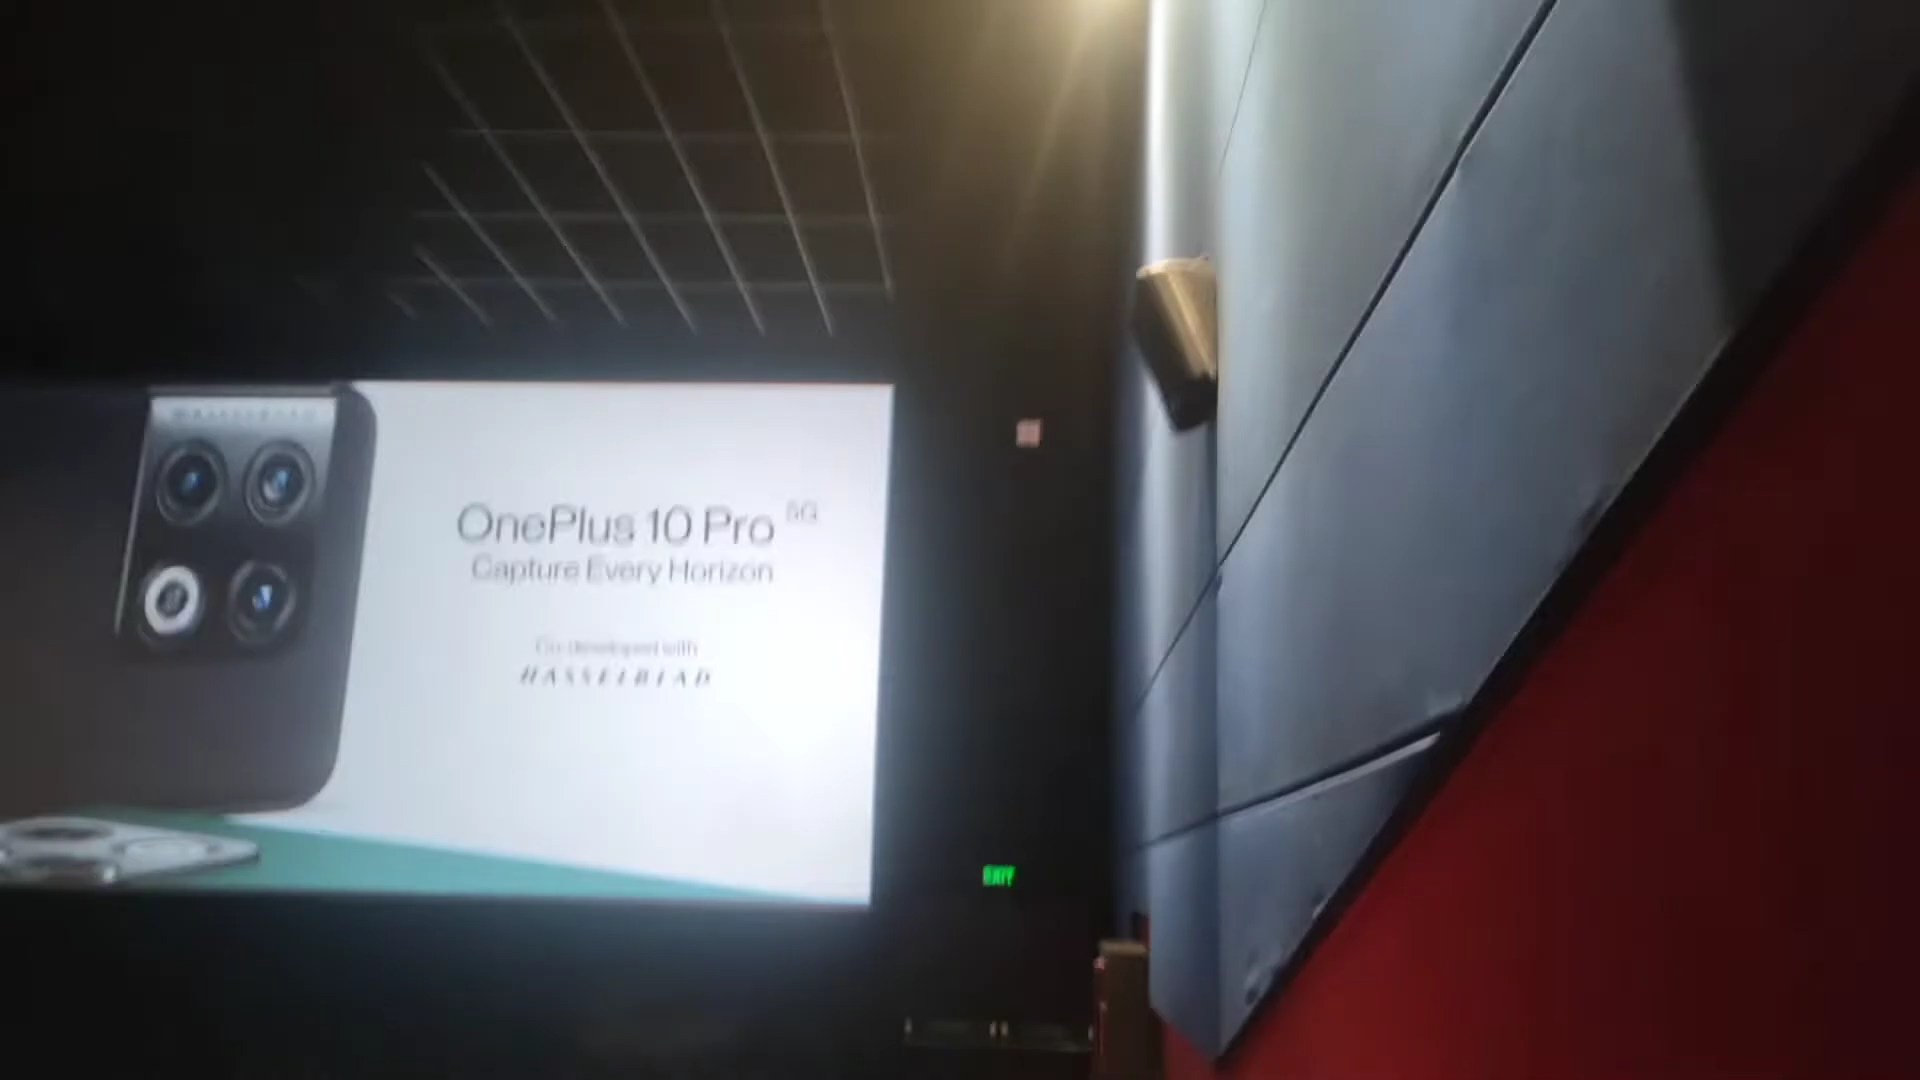 OnePlus 10 Pro 5G
Capture Every Horizon
Co-developed with
HASSELBLAD
EXIT